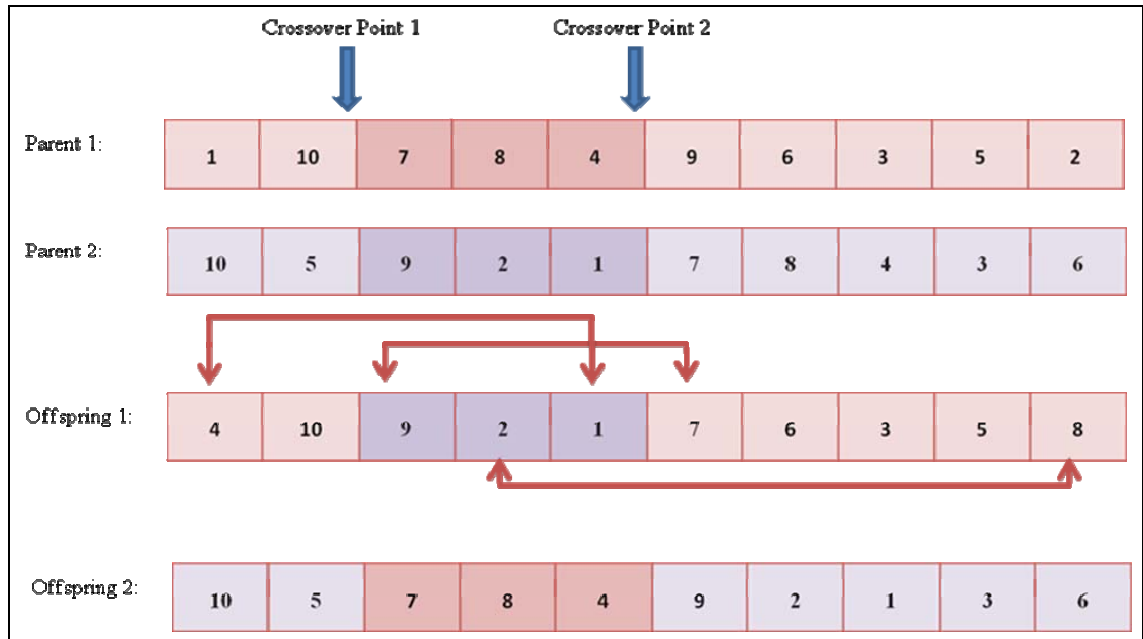 Crossover Point 1 Crossover Point 2
Parent 1: 1 10 7 8 4 9 6 3 5 2
Parent 2: 10 5 9 2 1 7 8 4 3 6
Offspring 1: 4 10 9 2 1 7 6 3 5 8
Offspring 2: 10 5 7 8 4 9 2 1 3 6